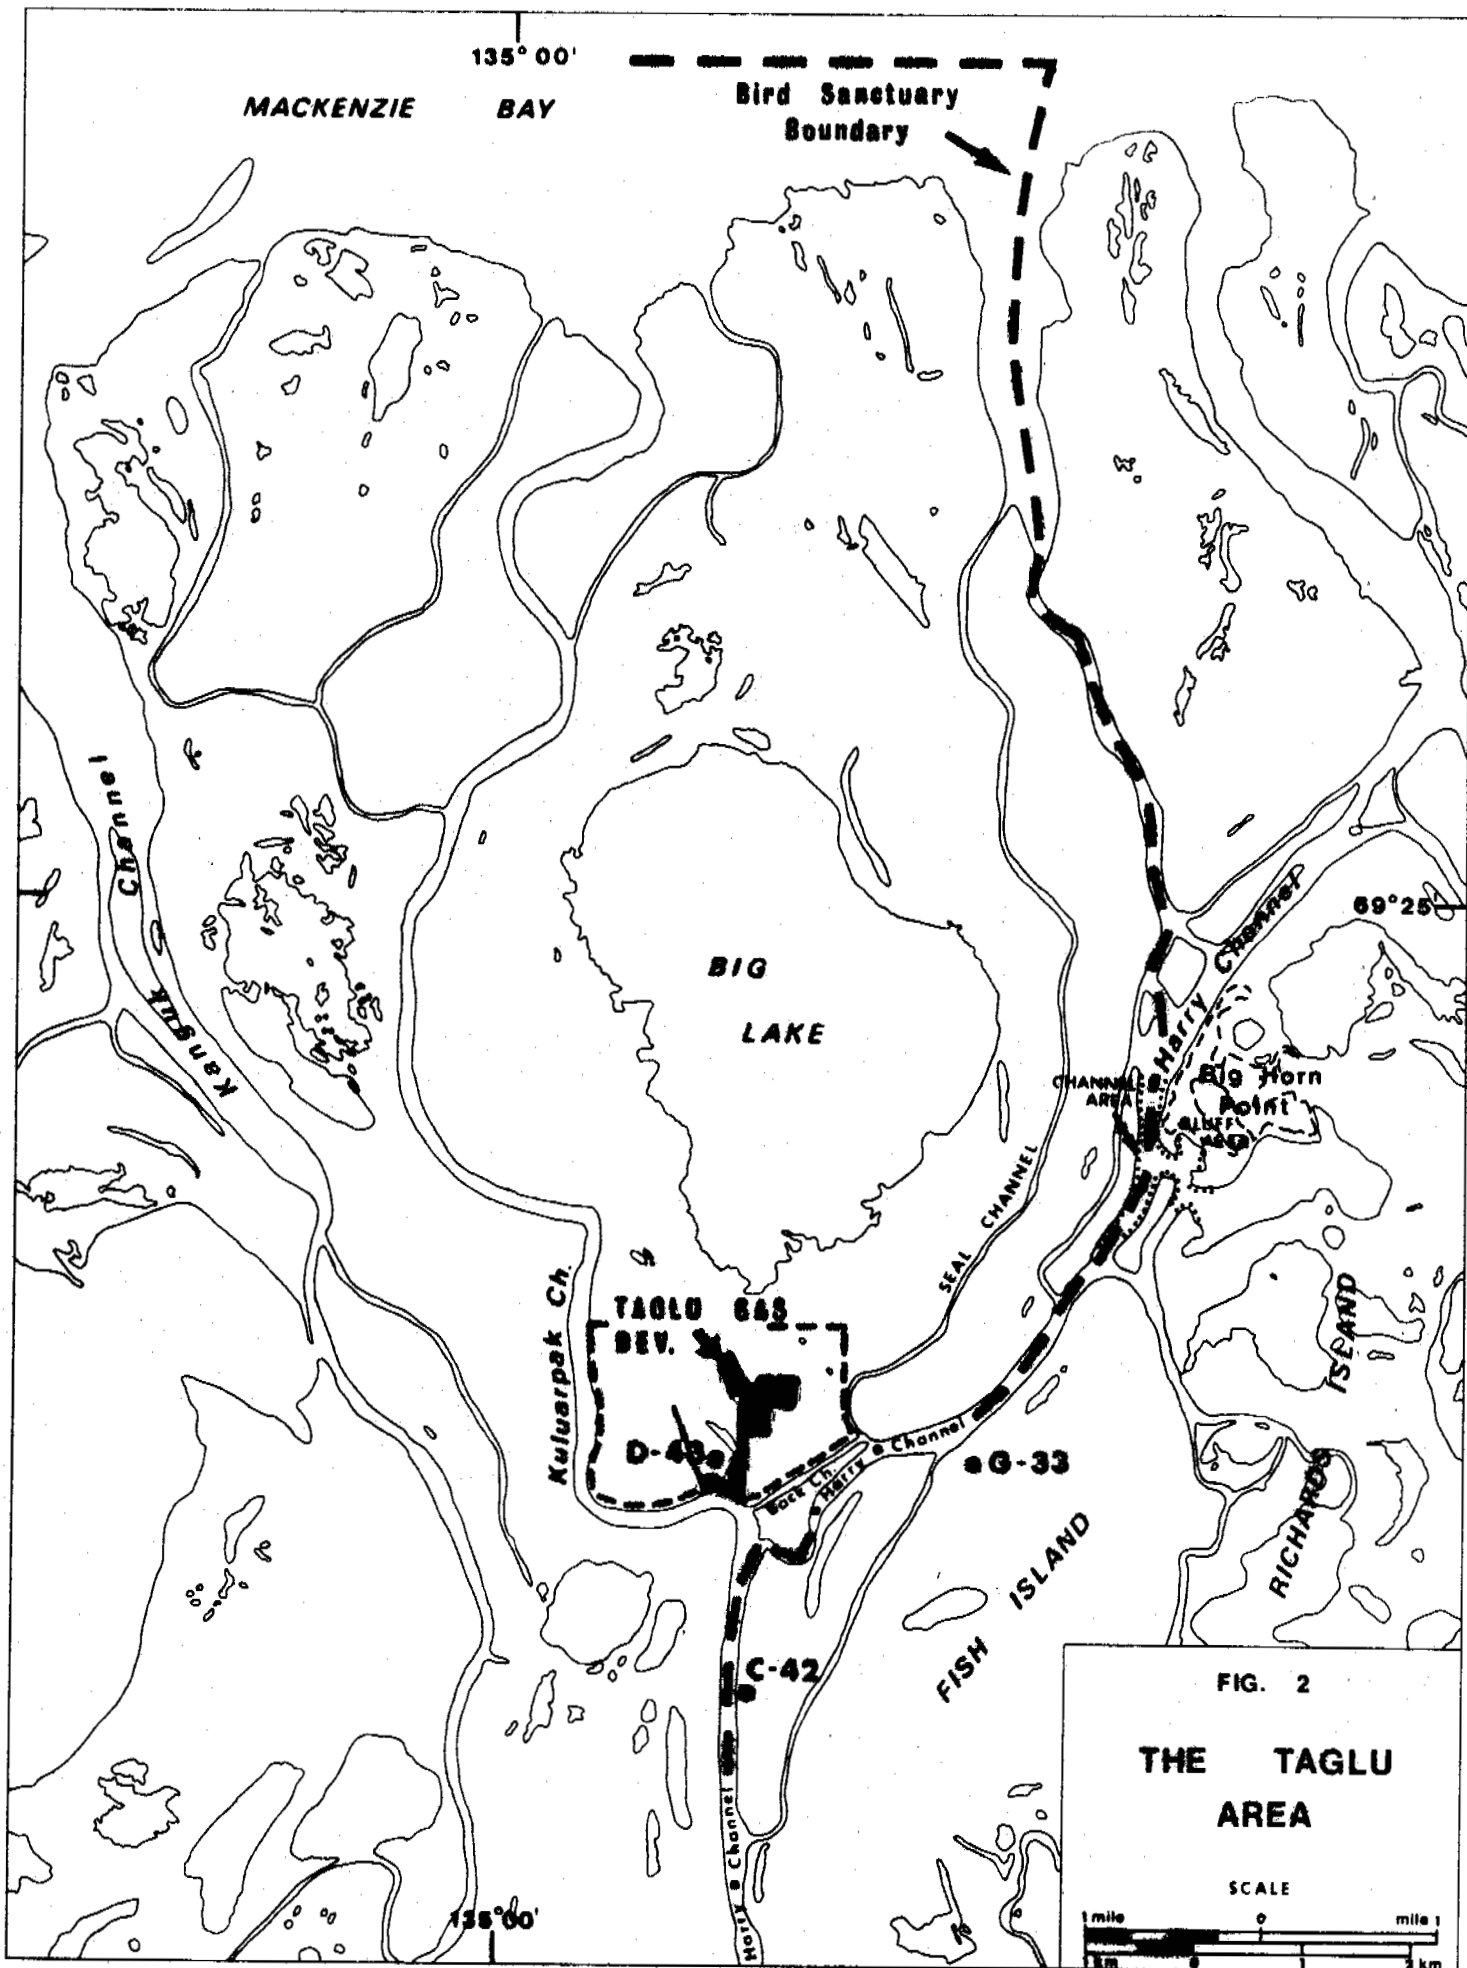 135° 00'
MACKENZIE BAY
Bird Sanctuary
Boundary
Channel
Kanguk
69° 25'
BIG
LAKE
Harry Channel
CHANNEL
AREA
Big Horn
Point
BLUFF
AREA
SEAL CHANNEL
Kuluarpak Ch.
TAGLU GAS
DEV.
RICHARDS ISLAND
Channel
Back Ch.
Harry
G-33
FISH ISLAND
C-42
Harry Channel
135°00'
FIG. 2
THE TAGLU
AREA
SCALE
1 mile 0 mile 1
1 km 0 1 2 km